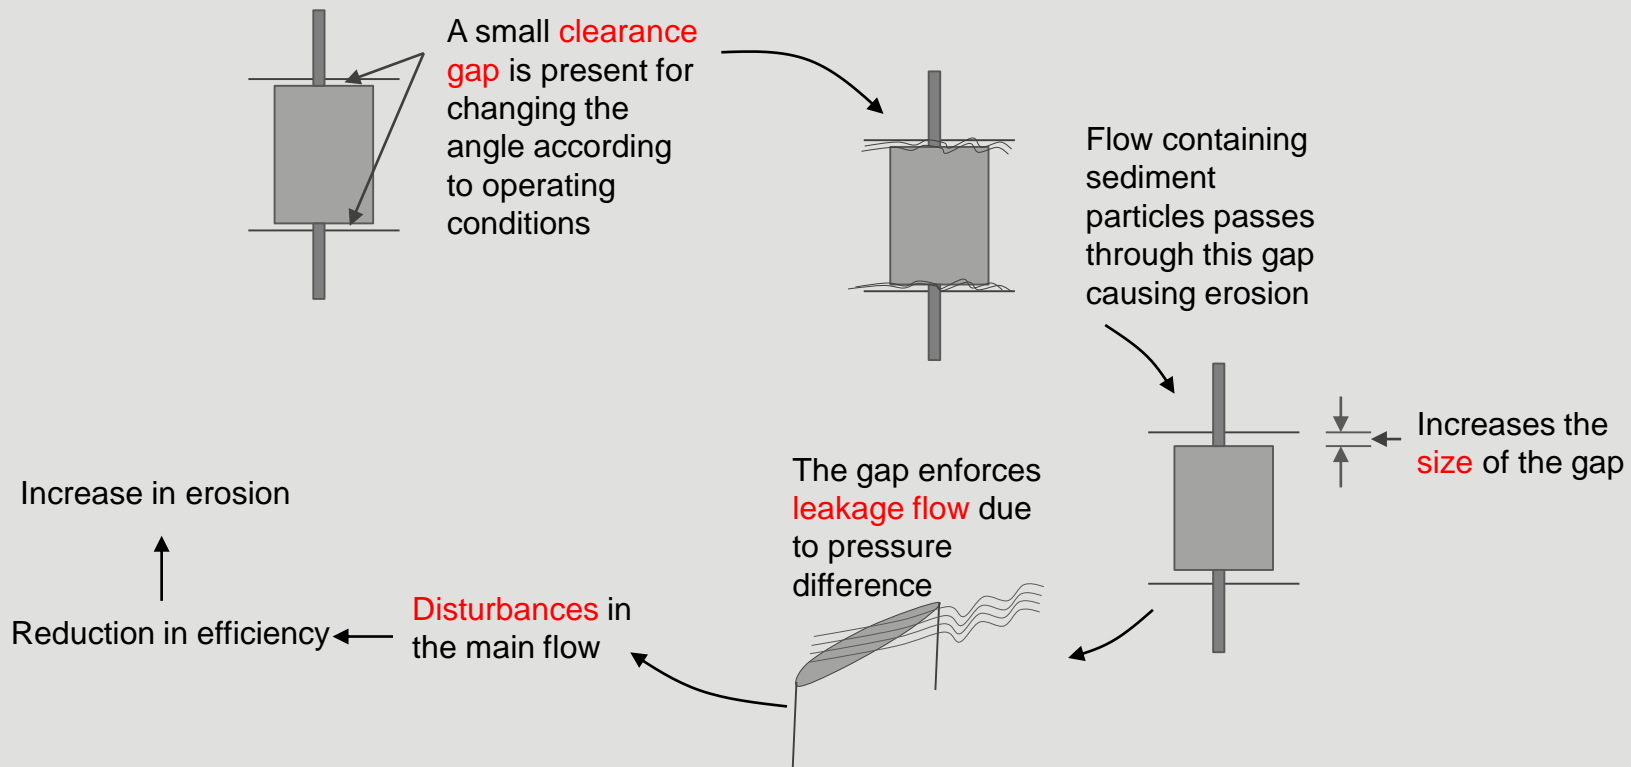 A small clearance
gap is present for
changing the
angle according
to operating
conditions
Flow containing
sediment
particles passes
through this gap
causing erosion
Increases the
size of the gap
The gap enforces
leakage flow due
to pressure
difference
Disturbances in
the main flow
Reduction in efficiency
Increase in erosion